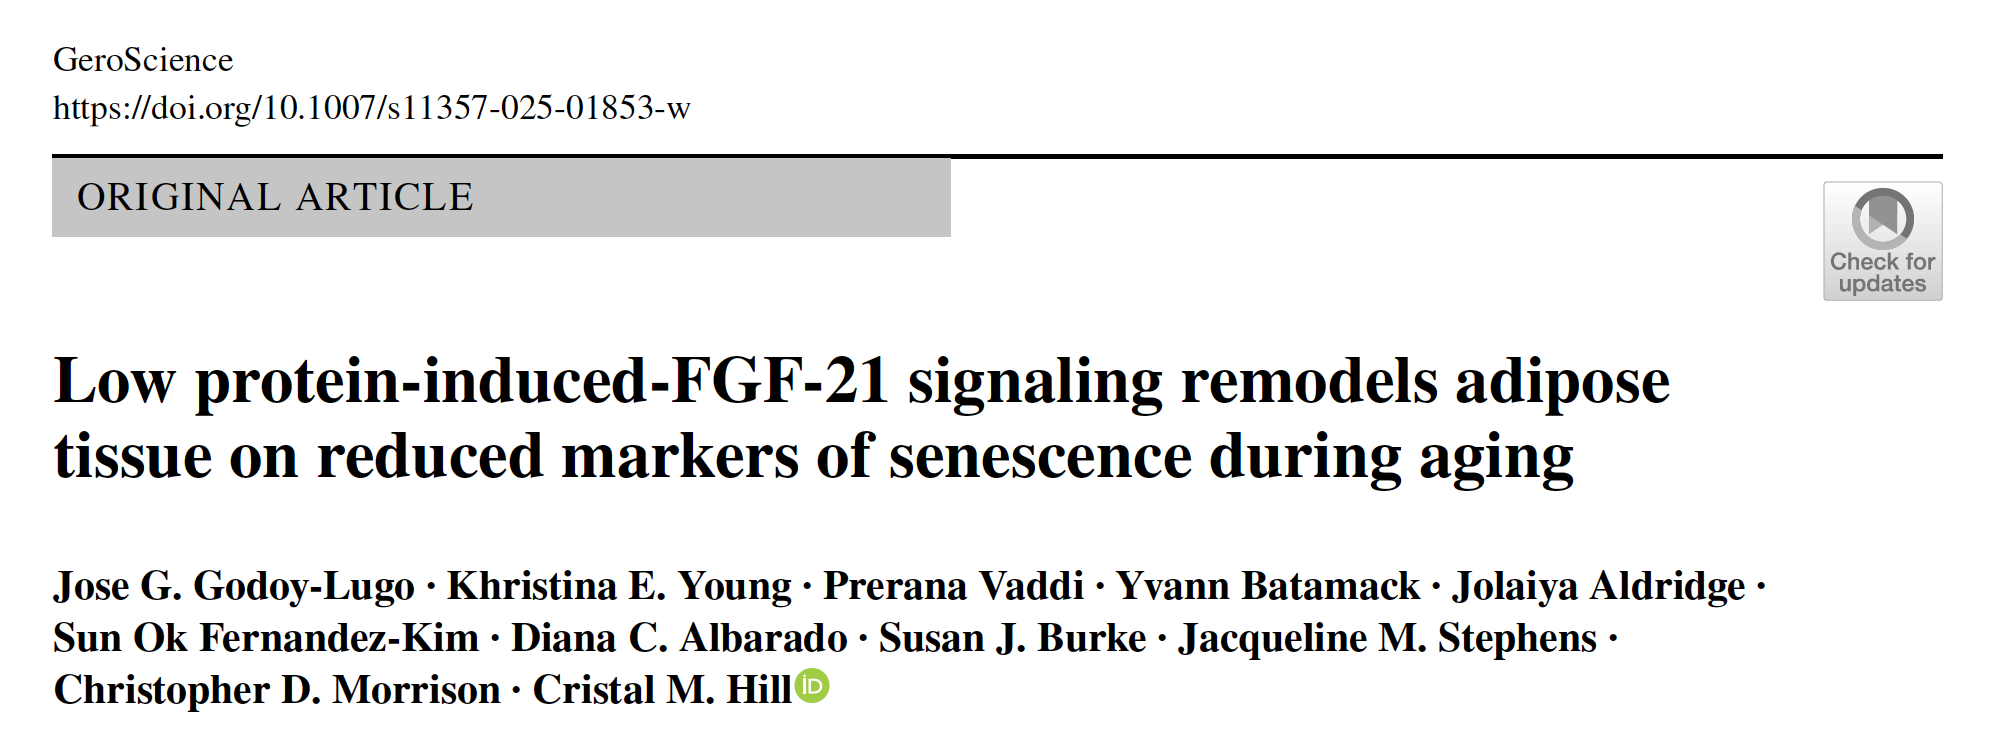 GeroScience
https://doi.org/10.1007/s11357-025-01853-w
ORIGINAL ARTICLE
Check for
updates
Low protein-induced-FGF-21 signaling remodels adipose
tissue on reduced markers of senescence during aging
Jose G. Godoy-Lugo · Khristina E. Young · Prerana Vaddi · Yvann Batamack · Jolaiya Aldridge ·
Sun Ok Fernandez-Kim · Diana C. Albarado · Susan J. Burke · Jacqueline M. Stephens ·
Christopher D. Morrison · Cristal M. Hill iD